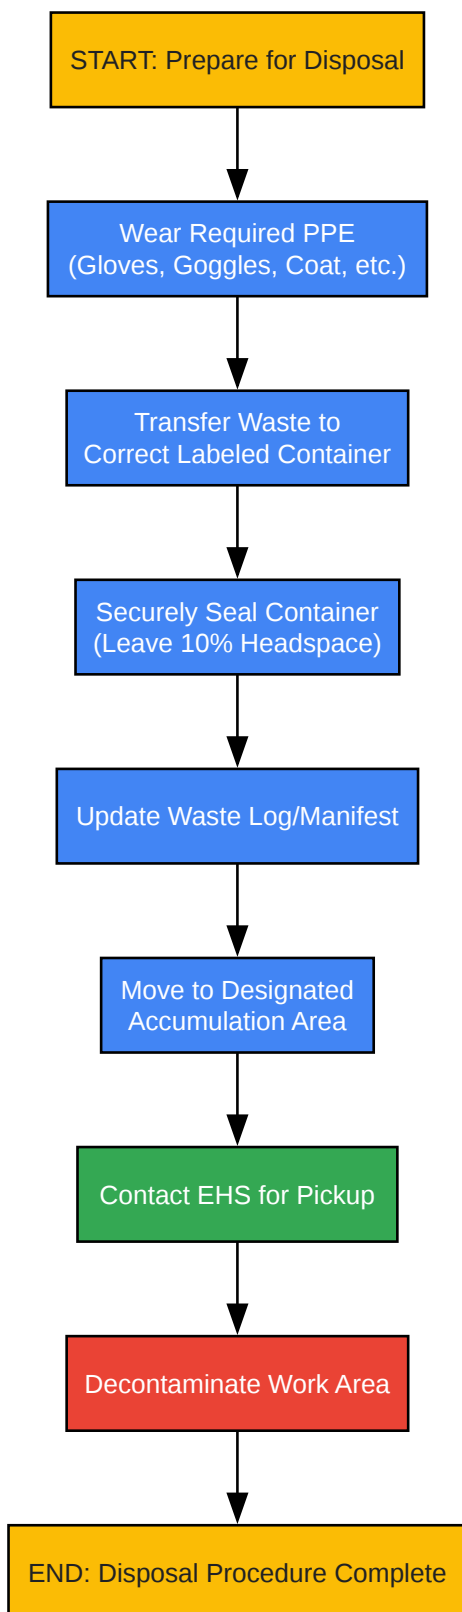 START: Prepare for Disposal
Wear Required PPE
(Gloves, Goggles, Coat, etc.)
Transfer Waste to
Correct Labeled Container
Securely Seal Container
(Leave 10% Headspace)
Update Waste Log/Manifest
Move to Designated
Accumulation Area
Contact EHS for Pickup
Decontaminate Work Area
END: Disposal Procedure Complete